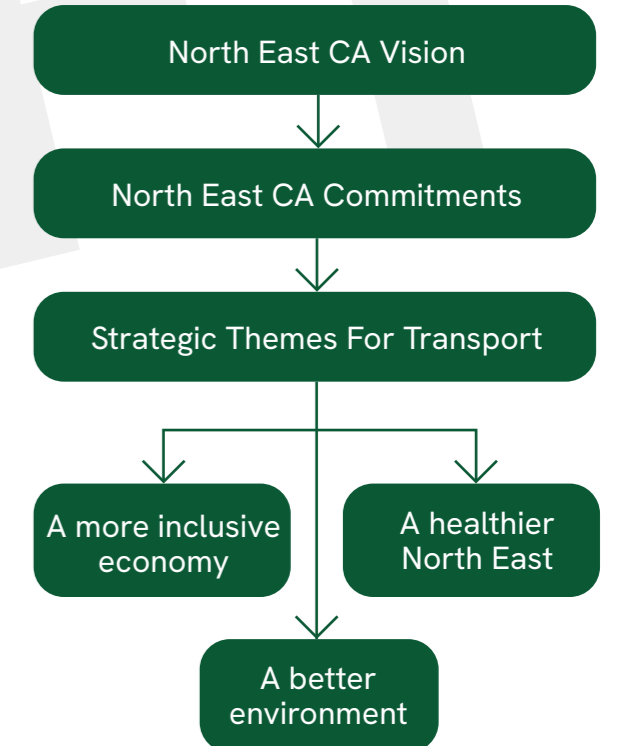 North East CA Vision
North East CA Commitments
Strategic Themes For Transport
A more inclusive
economy
A healthier
North East
A better
environment